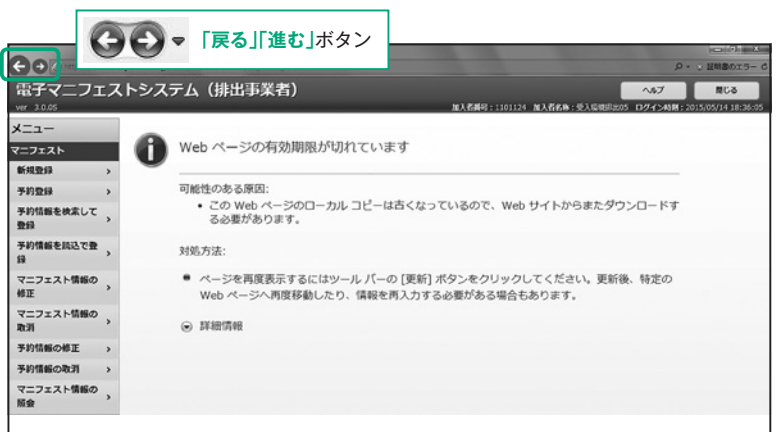 「戻る」「進む」ボタン
証明書のエラー
電子マニフェストシステム（排出事業者）
ver 3.0.05
ヘルプ
閉じる
加入者番号：1101124 加入者名称：受入環境排出05 ログイン時間：2015/05/14 18:36:05
メニュー
マニフェスト
新規登録
予約登録
予約情報を検索して
登録
予約情報を読込で登
録
マニフェスト情報の
修正
マニフェスト情報の
取消
予約情報の修正
予約情報の取消
マニフェスト情報の
照会
Web ページの有効期限が切れています
可能性のある原因:
• この Web ページのローカル コピーは古くなっているので、Web サイトからまたダウンロードす
る必要があります。
対処方法:
ページを再度表示するにはツール バーの [更新] ボタンをクリックしてください。更新後、特定の
Web ページへ再度移動したり、情報を再入力する必要がある場合もあります。
詳細情報